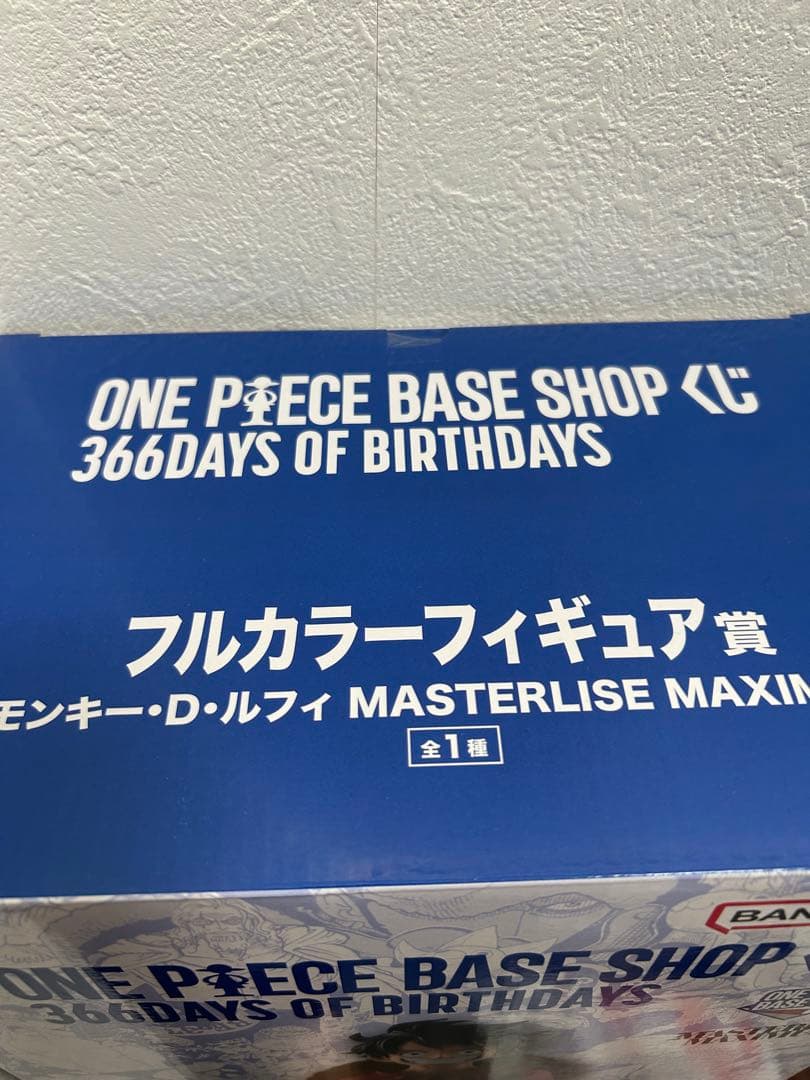 ONE PIECE BASE SHOP くじ
366DAYS OF BIRTHDAYS
フルカラーフィギュア賞
モンキー・D・ルフィ MASTERLISE MAXIM
全1種
BAN
ONE PIECE BASE SHOP
366DAYS OF BIRTHDAYS